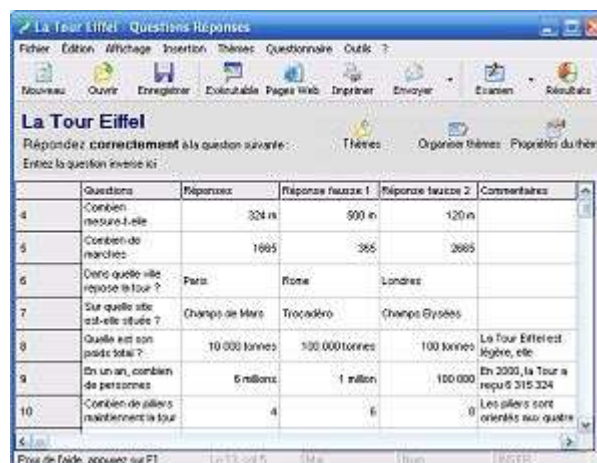 La Tour Eiffel - Questions Réponses
Fichier Édition Affichage Insertion Thèmes Questionnaire Outils ?
Nouveau Ouvrir Enregistrer Exécutable Pages Web Imprimer Envoyer Examen Résultats
La Tour Eiffel
Répondez correctement à la question suivante :
Entrez la question inverse ici
Thèmes Organiser thèmes Propriétés du thèm
Questions Réponses Réponse fausse 1 Réponse fausse 2 Commentaires
4 Combien mesure-t-elle 324 m 500 m 120 m
5 Combien de marches 1665 365 2665
6 Dans quelle ville repose la tour ? Paris Rome Londres
7 Sur quelle site est-elle située ? Champs de Mars Trocadéro Champs Elysées
8 Quelle est son poids total ? 10 000 tonnes 100 000 tonnes 100 tonnes La Tour Eiffel est légère, elle
9 En un an, combien de personnes 6 millions 1 million 100 000 En 2000, la Tour a reçu 6 315 324
10 Combien de piliers maintiennent la tour 4 6 8 Les piliers sont orientés aux quatre
Pour de l'aide, appuyez sur F1